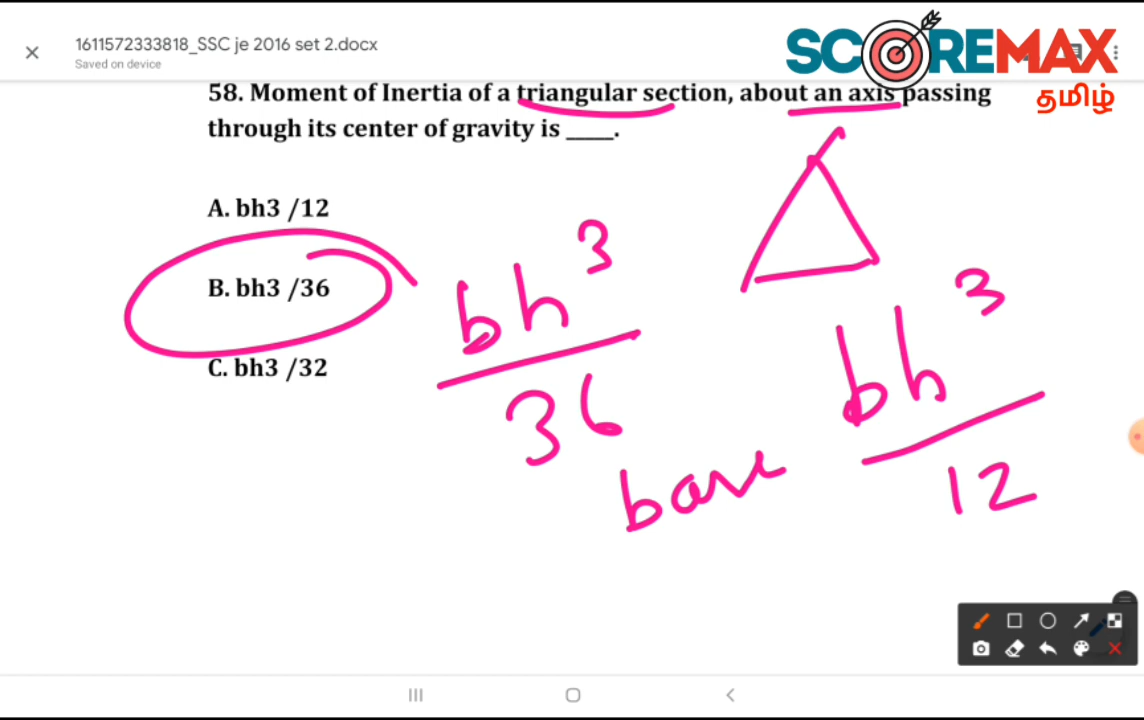 1611572333818_SSC je 2016 set 2.docx
Saved on device
SCOREMAX
தமிழ்
58. Moment of Inertia of a triangular section, about an axis passing
through its center of gravity is _____.
A. bh3 /12
B. bh3 /36
C. bh3 /32
bh³
36
base
bh³
12